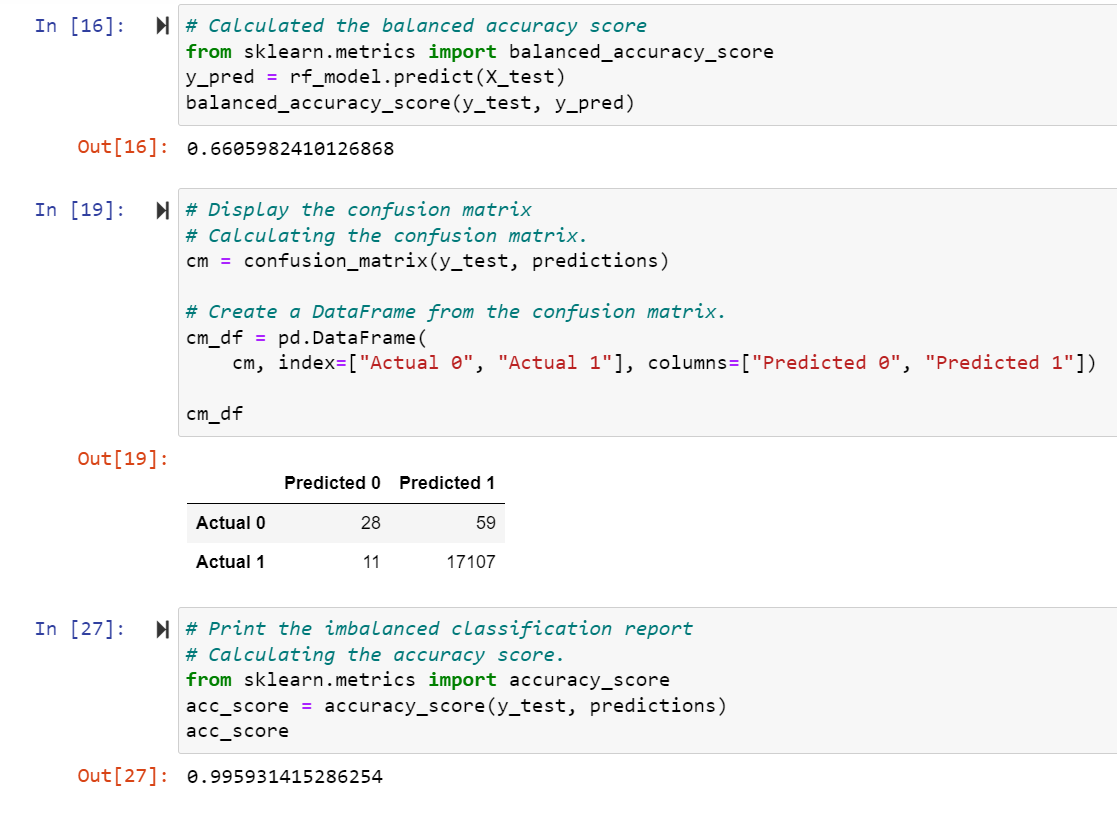 In [16]:
# Calculated the balanced accuracy score
from sklearn.metrics import balanced_accuracy_score
y_pred = rf_model.predict(X_test)
balanced_accuracy_score(y_test, y_pred)
Out[16]: 0.6605982410126868
In [19]:
# Display the confusion matrix
# Calculating the confusion matrix.
cm = confusion_matrix(y_test, predictions)
# Create a DataFrame from the confusion matrix.
cm_df = pd.DataFrame(
    cm, index=["Actual 0", "Actual 1"], columns=["Predicted 0", "Predicted 1"])
cm_df
Out[19]:
Predicted 0 Predicted 1
Actual 0 28 59
Actual 1 11 17107
In [27]:
# Print the imbalanced classification report
# Calculating the accuracy score.
from sklearn.metrics import accuracy_score
acc_score = accuracy_score(y_test, predictions)
acc_score
Out[27]: 0.995931415286254